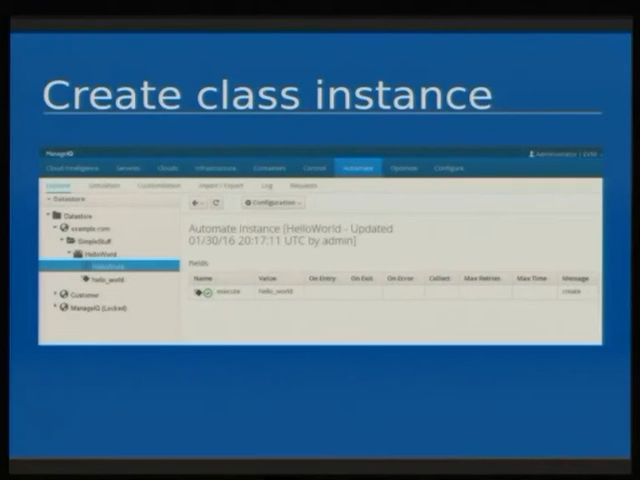 Create class instance
ManageIQ
Administrator | EVM
Cloud Intelligence Services Clouds Infrastructure Containers Control Automate Optimize Configure
Explorer Simulation Customization Import / Export Log Requests
Datastore
Configuration
Datastore
example.com
SimpleStuff
HelloWorld
hello_world
Customer
ManageIQ (Locked)
Automate Instance [HelloWorld - Updated
01/30/16 20:17:11 UTC by admin]
Fields
Name Value On Entry On Exit On Error Collect Max Retries Max Time Message
execute hello_world create